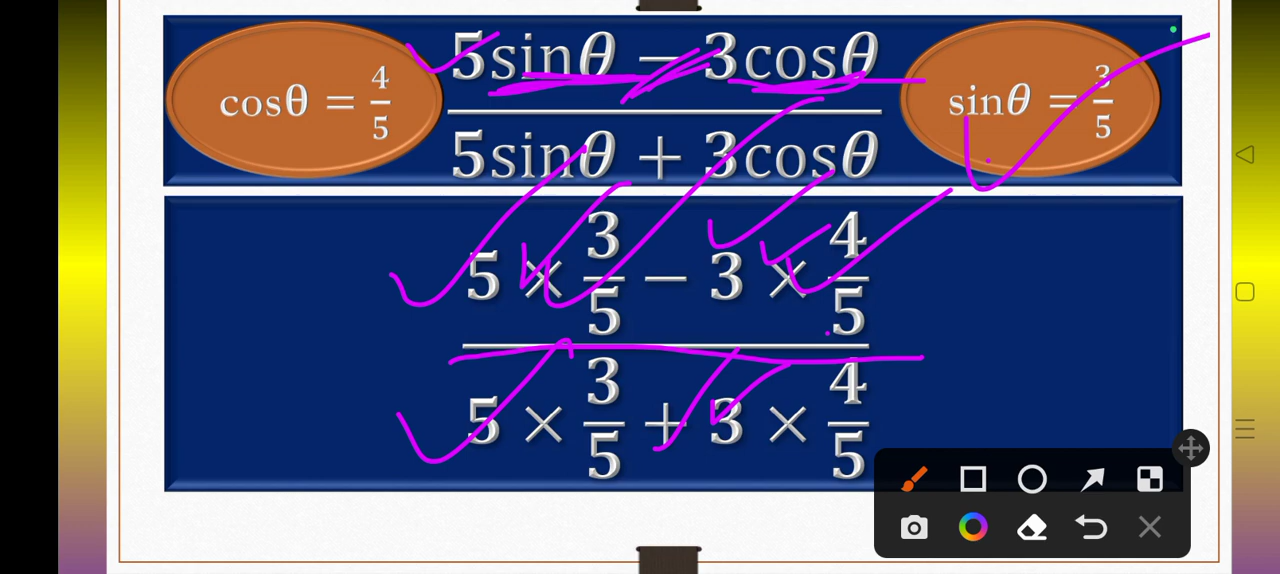 cosθ = 4/5
5sinθ − 3cosθ
5sinθ + 3cosθ
sinθ = 3/5
5 × 3/5 − 3 × 4/5
5 × 3/5 + 3 × 4/5